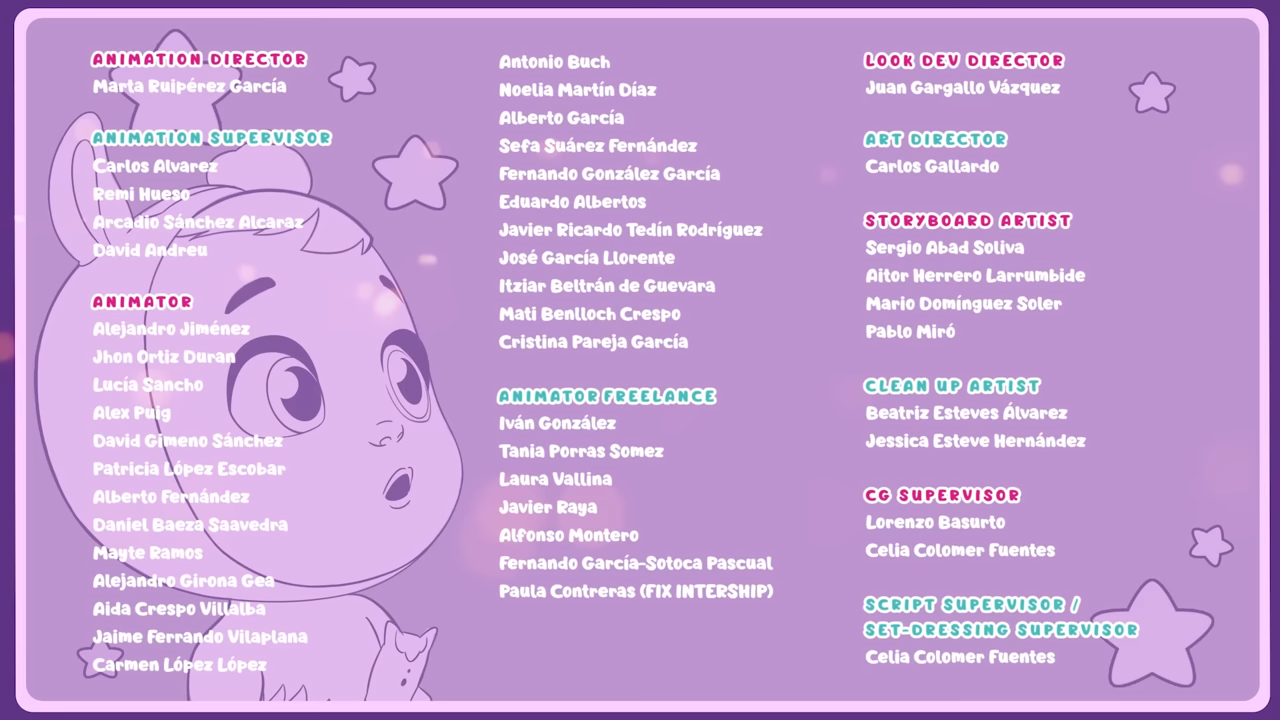 ANIMATION DIRECTOR
Marta Ruipérez García
ANIMATION SUPERVISOR
Carlos Alvarez
Remi Hueso
Arcadio Sánchez Alcaraz
David Andreu
ANIMATOR
Alejandro Jiménez
Jhon Ortiz Duran
Lucía Sancho
Alex Puig
David Gimeno Sánchez
Patricia López Escobar
Alberto Fernández
Daniel Baeza Saavedra
Mayte Ramos
Alejandro Girona Gea
Aida Crespo Villalba
Jaime Ferrando Vilaplana
Carmen López López
Antonio Buch
Noelia Martín Díaz
Alberto García
Sefa Suárez Fernández
Fernando González García
Eduardo Albertos
Javier Ricardo Tedín Rodríguez
José García Llorente
Itziar Beltrán de Guevara
Mati Benlloch Crespo
Cristina Pareja García
ANIMATOR FREELANCE
Iván González
Tania Porras Somez
Laura Vallina
Javier Raya
Alfonso Montero
Fernando García-Sotoca Pascual
Paula Contreras (FIX INTERSHIP)
LOOK DEV DIRECTOR
Juan Gargallo Vázquez
ART DIRECTOR
Carlos Gallardo
STORYBOARD ARTIST
Sergio Abad Soliva
Aitor Herrero Larrumbide
Mario Domínguez Soler
Pablo Miró
CLEAN UP ARTIST
Beatriz Esteves Álvarez
Jessica Esteve Hernández
CG SUPERVISOR
Lorenzo Basurto
Celia Colomer Fuentes
SCRIPT SUPERVISOR /
SET-DRESSING SUPERVISOR
Celia Colomer Fuentes